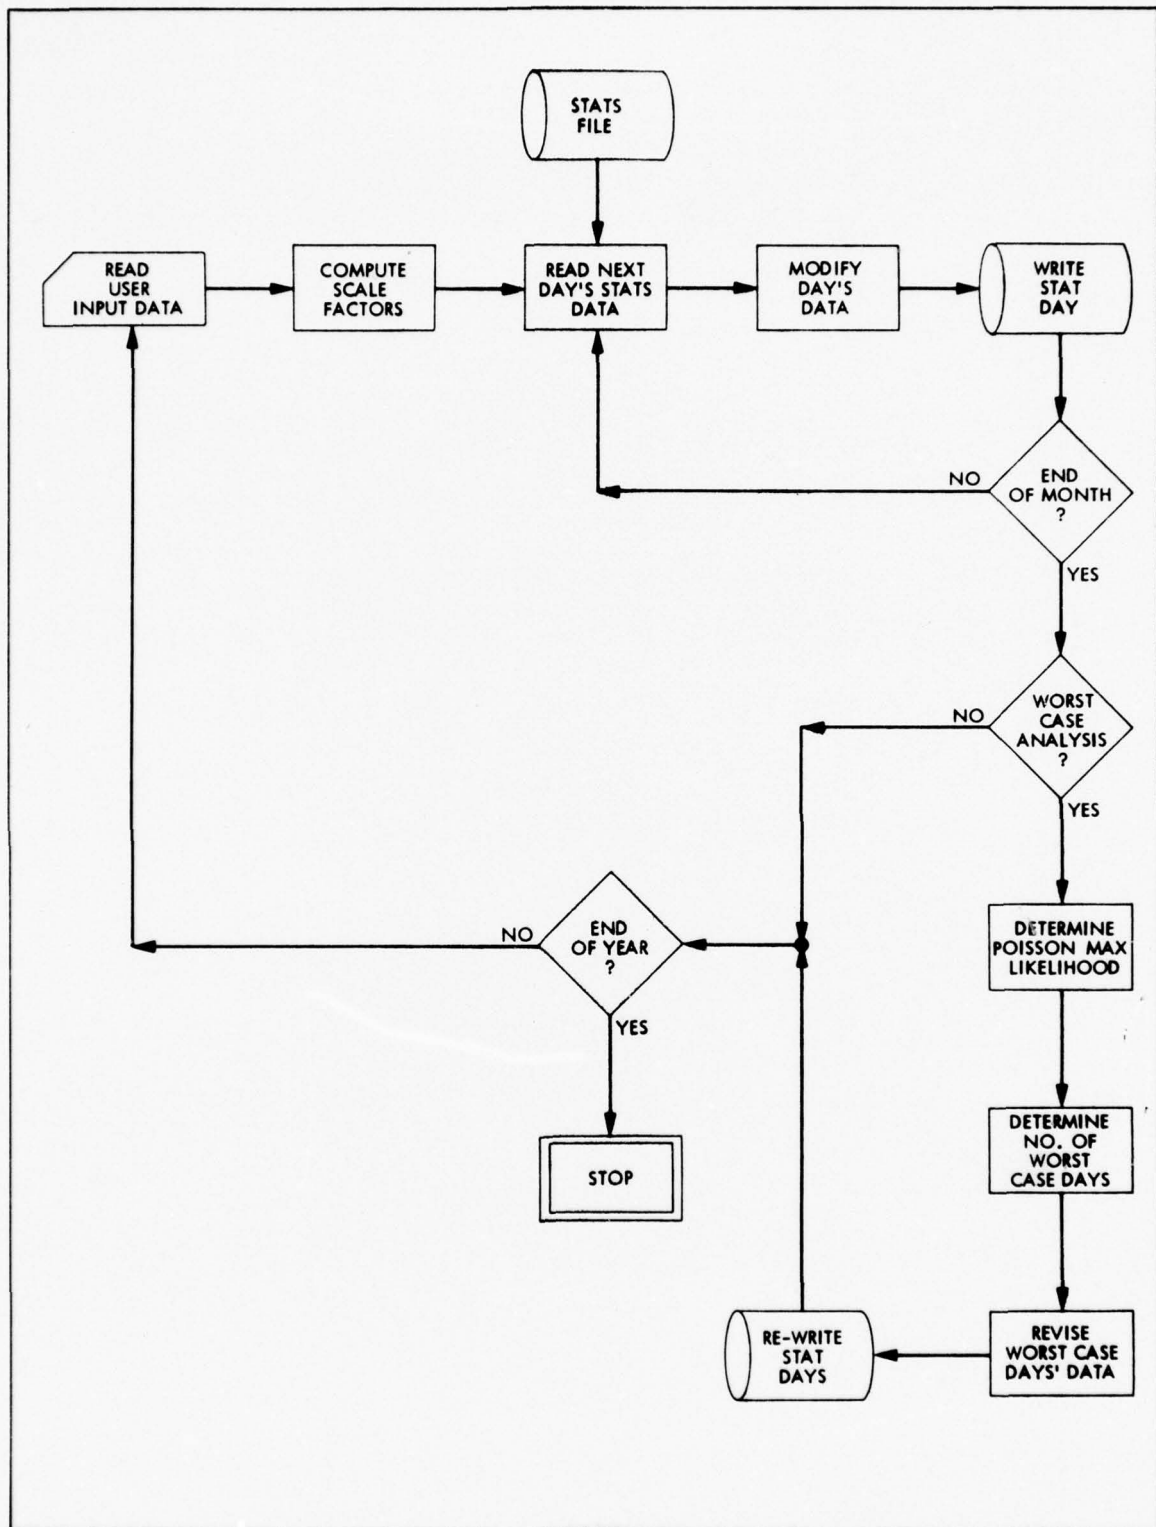 STATS
FILE
READ
USER
INPUT DATA
COMPUTE
SCALE
FACTORS
READ NEXT
DAY'S STATS
DATA
MODIFY
DAY'S
DATA
WRITE
STAT
DAY
NO
END
OF MONTH
?
YES
NO
WORST
CASE
ANALYSIS
?
YES
NO
END
OF YEAR
?
YES
DETERMINE
POISSON MAX
LIKELIHOOD
STOP
DETERMINE
NO. OF
WORST
CASE DAYS
RE-WRITE
STAT
DAYS
REVISE
WORST CASE
DAYS' DATA